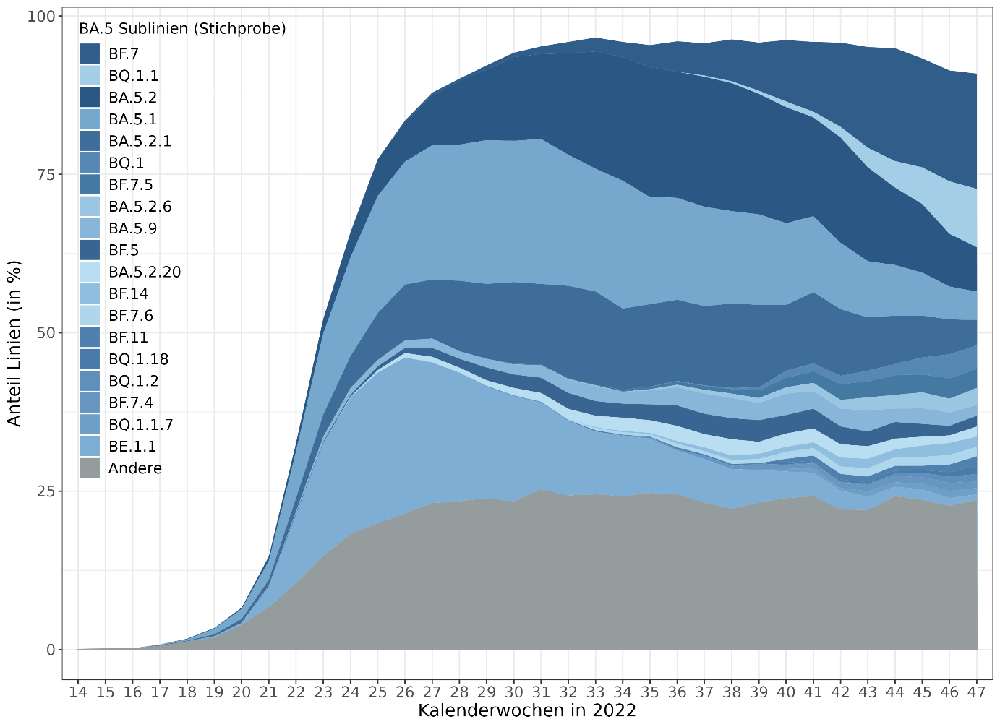 100
75
50
25
0
Anteil Linien (in %)
BA.5 Sublinien (Stichprobe)
BF.7
BQ.1.1
BA.5.2
BA.5.1
BA.5.2.1
BQ.1
BF.7.5
BA.5.2.6
BA.5.9
BF.5
BA.5.2.20
BF.14
BF.7.6
BF.11
BQ.1.18
BQ.1.2
BF.7.4
BQ.1.1.7
BE.1.1
Andere
14 15 16 17 18 19 20 21 22 23 24 25 26 27 28 29 30 31 32 33 34 35 36 37 38 39 40 41 42 43 44 45 46 47
Kalenderwochen in 2022